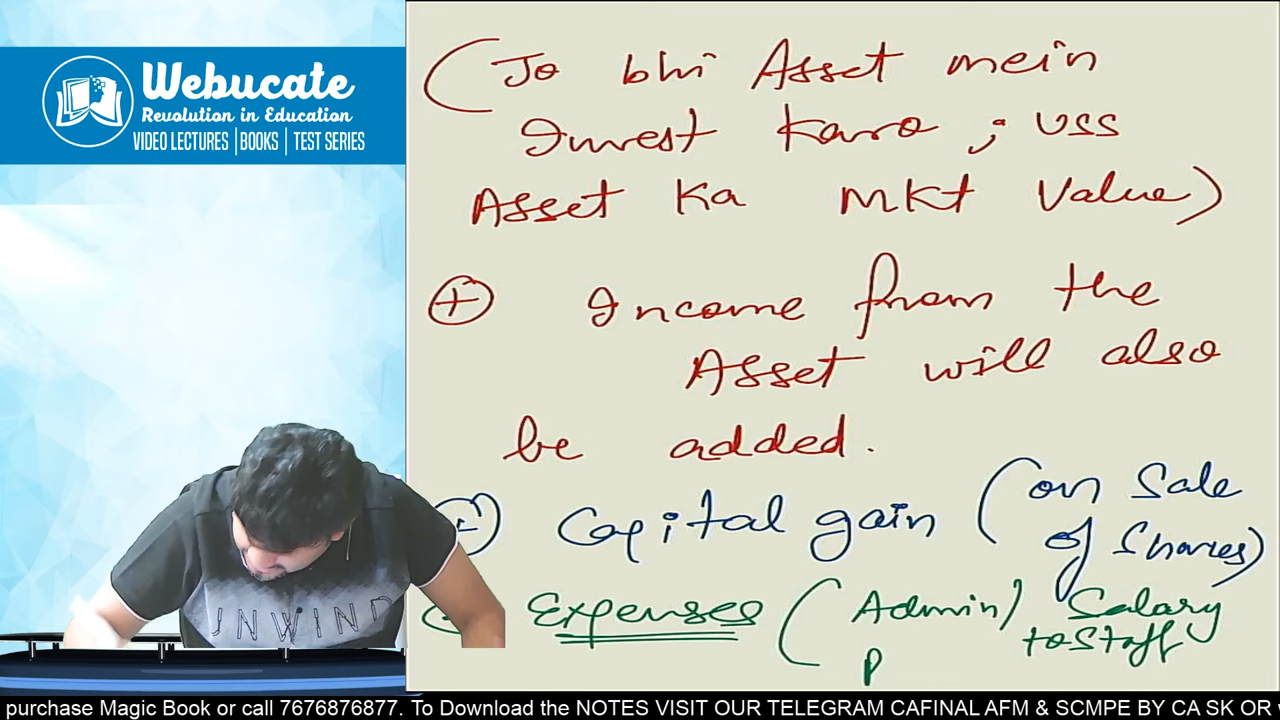 Webucate
Revolution in Education
VIDEO LECTURES | BOOKS | TEST SERIES
(Jo bhi Asset mein
Invest Karo ; uss
Asset Ka Mkt Value)
+ Income from the
Asset will also
be added.
Capital gain (on Sale
of Shares)
Expenses (Admin) Salary
to Staff
P
UNWIND
purchase Magic Book or call 7676876877. To Download the NOTES VISIT OUR TELEGRAM CAFINAL AFM & SCMPE BY CA SK OR